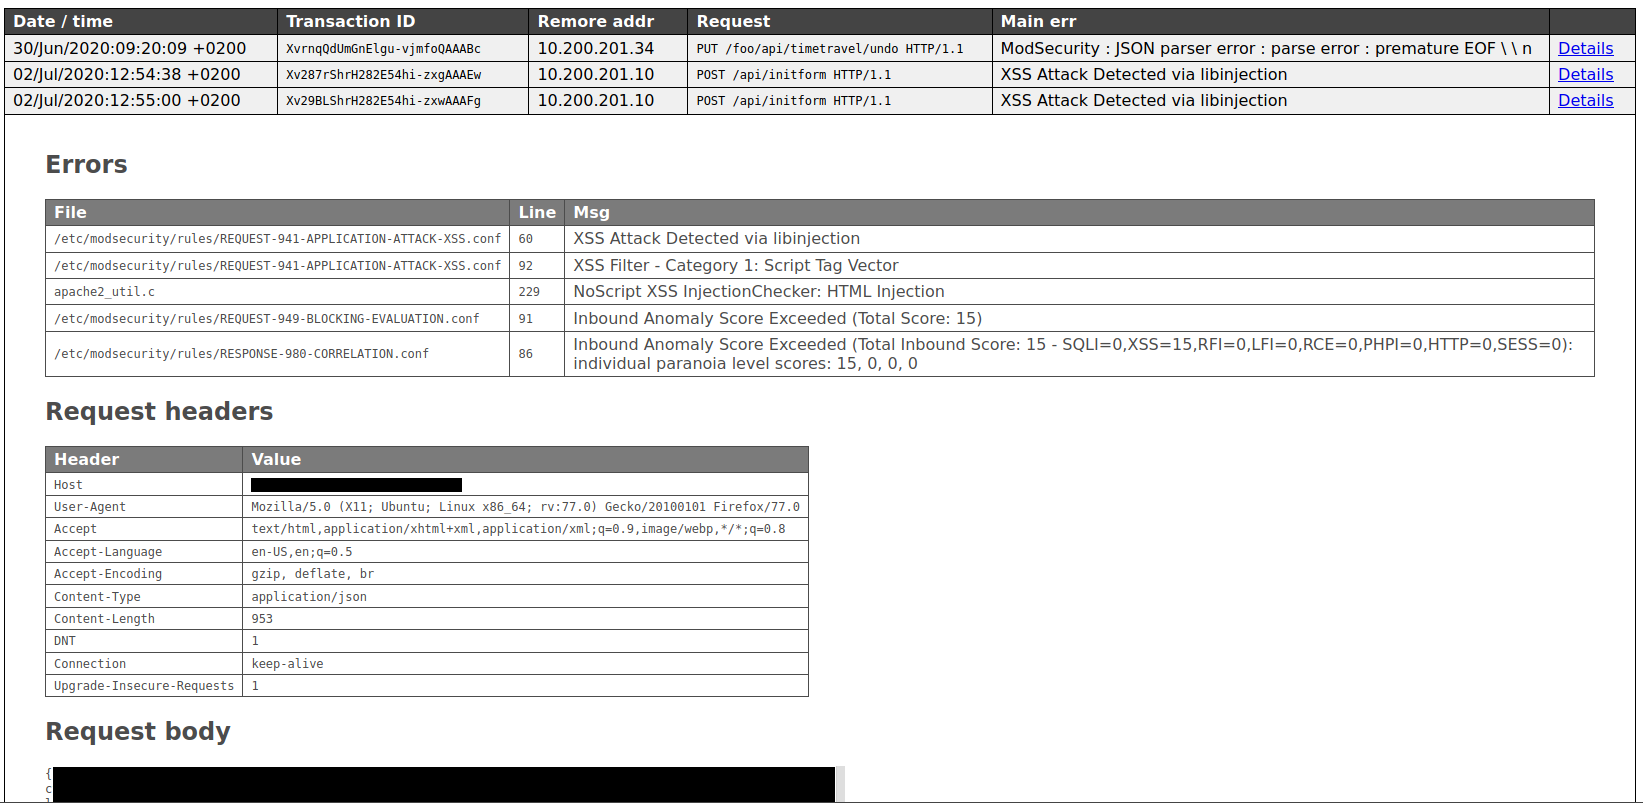 Date / time Transaction ID Remore addr Request Main err
30/Jun/2020:09:20:09 +0200 XvrnqQdUmGnElgu-vjmfoQAAABc 10.200.201.34 PUT /foo/api/timetravel/undo HTTP/1.1 ModSecurity : JSON parser error : parse error : premature EOF \ \ n Details
02/Jul/2020:12:54:38 +0200 Xv287rShrH282E54hi-zxgAAAEw 10.200.201.10 POST /api/initform HTTP/1.1 XSS Attack Detected via libinjection Details
02/Jul/2020:12:55:00 +0200 Xv29BLShrH282E54hi-zxwAAAFg 10.200.201.10 POST /api/initform HTTP/1.1 XSS Attack Detected via libinjection Details
Errors
File Line Msg
/etc/modsecurity/rules/REQUEST-941-APPLICATION-ATTACK-XSS.conf 60 XSS Attack Detected via libinjection
/etc/modsecurity/rules/REQUEST-941-APPLICATION-ATTACK-XSS.conf 92 XSS Filter - Category 1: Script Tag Vector
apache2_util.c 229 NoScript XSS InjectionChecker: HTML Injection
/etc/modsecurity/rules/REQUEST-949-BLOCKING-EVALUATION.conf 91 Inbound Anomaly Score Exceeded (Total Score: 15)
/etc/modsecurity/rules/RESPONSE-980-CORRELATION.conf 86 Inbound Anomaly Score Exceeded (Total Inbound Score: 15 - SQLI=0,XSS=15,RFI=0,LFI=0,RCE=0,PHPI=0,HTTP=0,SESS=0):
individual paranoia level scores: 15, 0, 0, 0
Request headers
Header Value
Host
User-Agent Mozilla/5.0 (X11; Ubuntu; Linux x86_64; rv:77.0) Gecko/20100101 Firefox/77.0
Accept text/html,application/xhtml+xml,application/xml;q=0.9,image/webp,*/*;q=0.8
Accept-Language en-US,en;q=0.5
Accept-Encoding gzip, deflate, br
Content-Type application/json
Content-Length 953
DNT 1
Connection keep-alive
Upgrade-Insecure-Requests 1
Request body
{
c